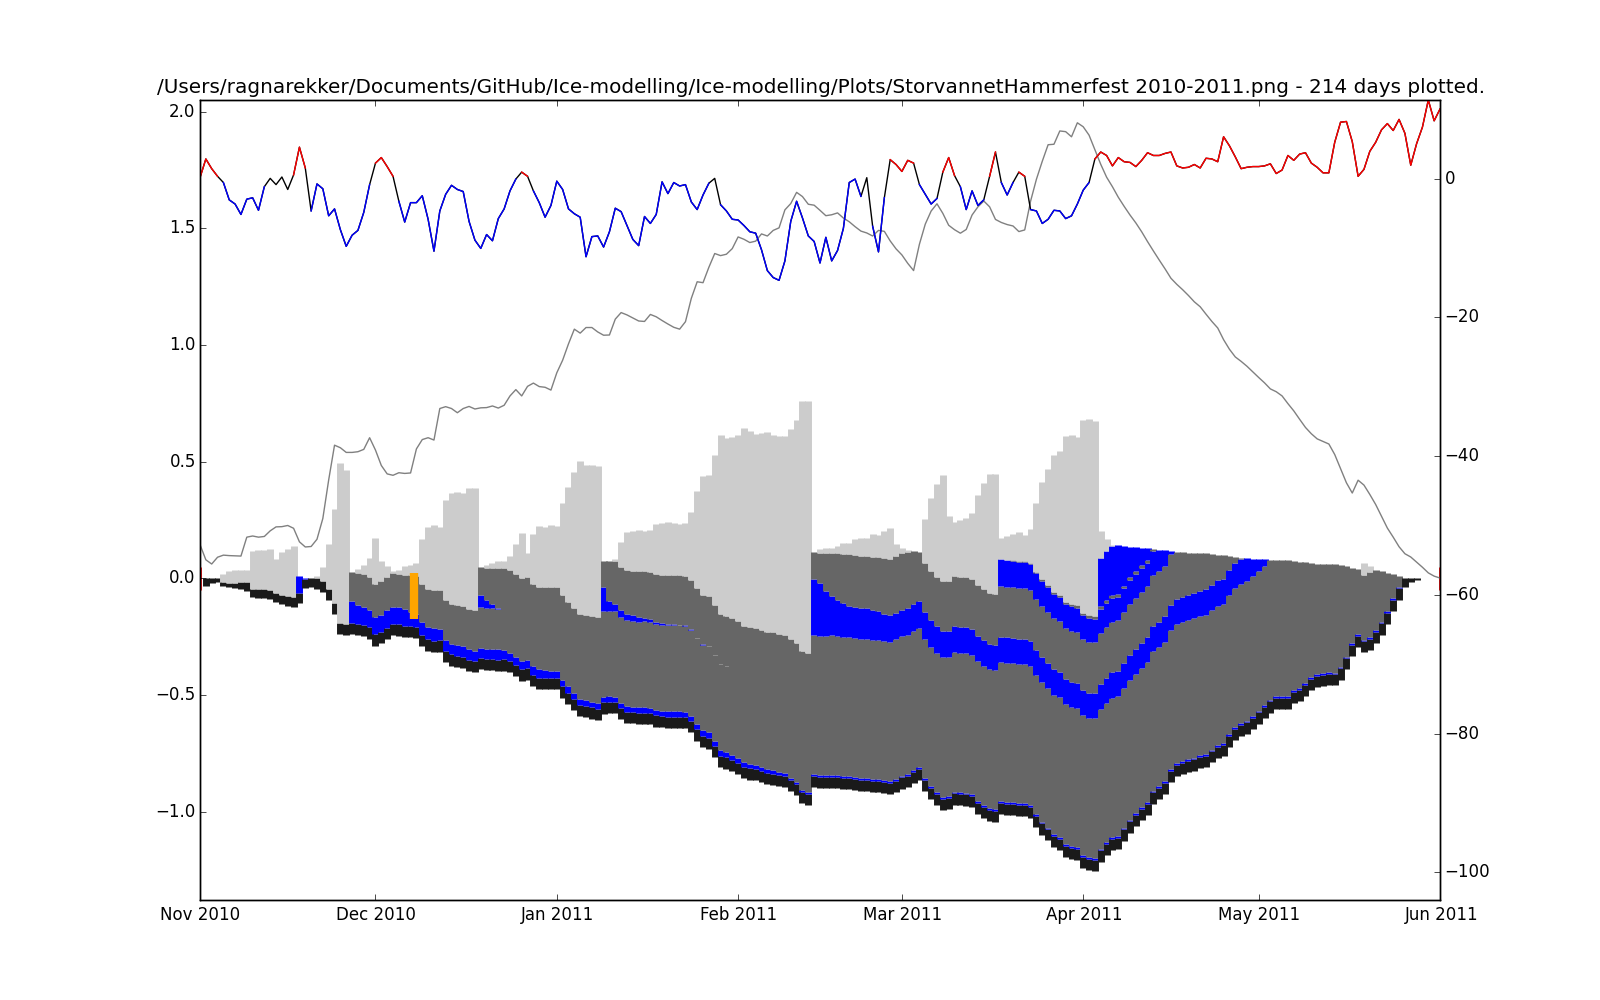 /Users/ragnarekker/Documents/GitHub/Ice-modelling/Ice-modelling/Plots/StorvannetHammerfest 2010-2011.png - 214 days plotted.
2.0
1.5
1.0
0.5
0.0
−0.5
−1.0
0
−20
−40
−60
−80
−100
Nov 2010
Dec 2010
Jan 2011
Feb 2011
Mar 2011
Apr 2011
May 2011
Jun 2011